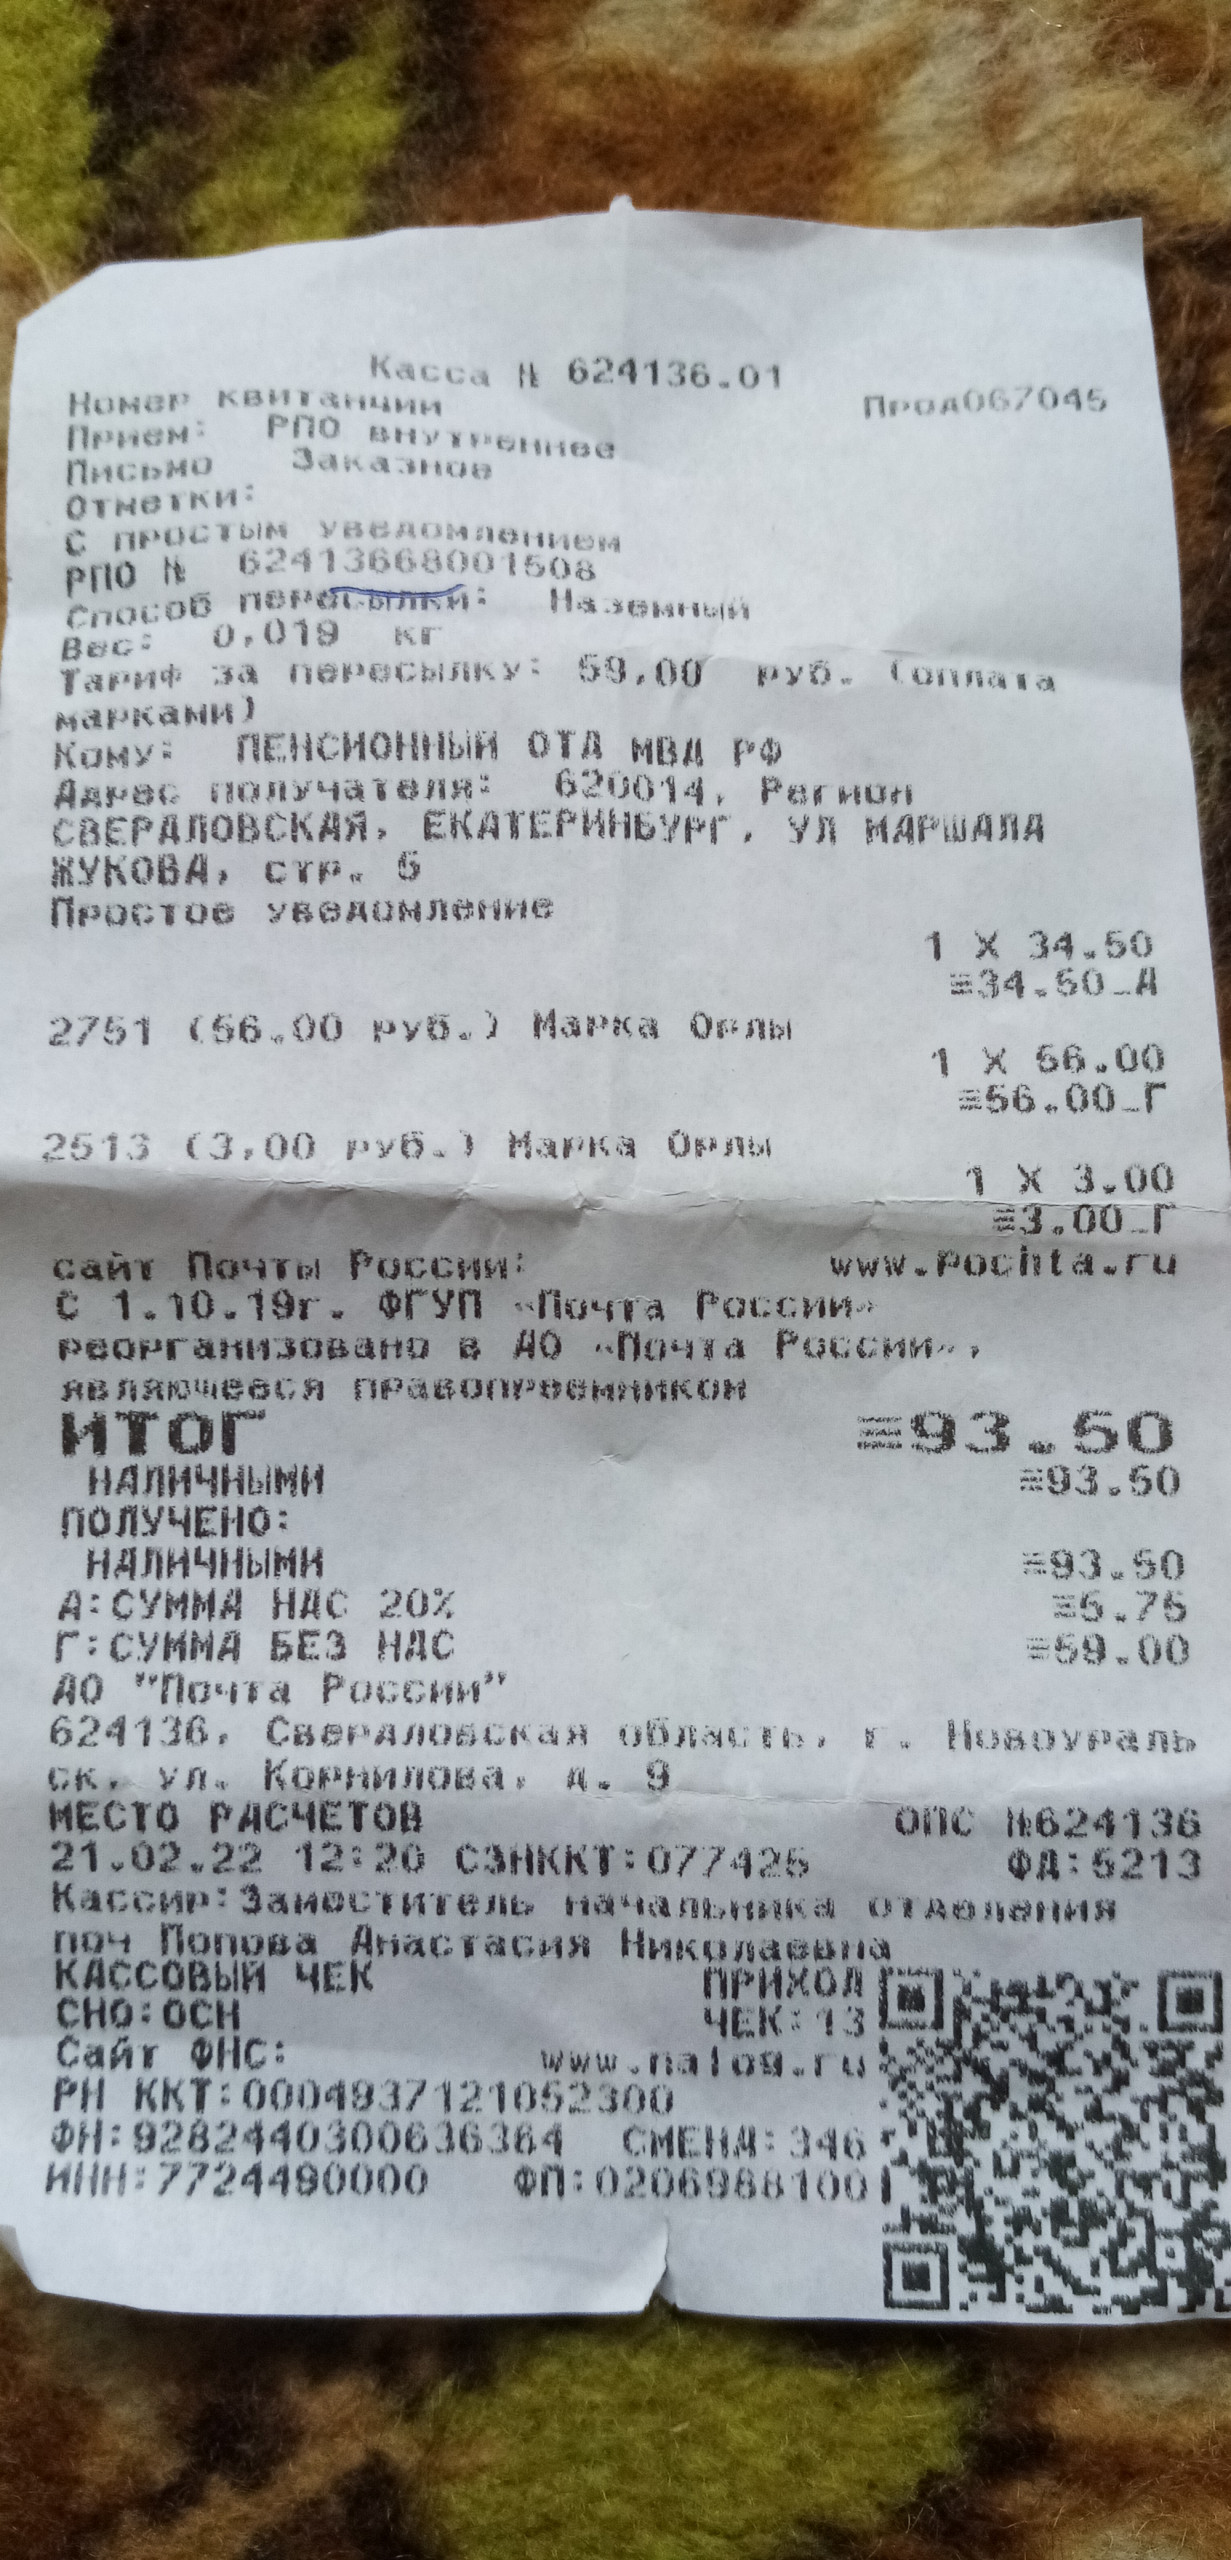 Касса № 624136.01
Номер квитанции Прод067045
Прием: РПО внутреннее
Письмо Заказное
Отметки:
С простым уведомлением
РПО № 62413668001508
Способ пересылки: Наземный
Вес: 0,019 кг
Тариф за пересылку: 59,00 руб. (оплата
марками)
Кому: ПЕНСИОННЫЙ ОТД МВД РФ
Адрес получателя: 620014, Регион
СВЕРДЛОВСКАЯ, ЕКАТЕРИНБУРГ, УЛ МАРШАЛА
ЖУКОВА, стр. 5
Простое уведомление
1 X 34.50
≡34.50_А
2751 (56.00 руб.) Марка Орлы
1 X 56.00
≡56.00_Г
2513 (3,00 руб.) Марка Орлы
1 X 3.00
≡3.00_Г
сайт Почты России: www.Pochta.ru
С 1.10.19г. ФГУП «Почта России»
реорганизовано в АО «Почта России»,
являющееся правопреемником
ИТОГ ≡93.50
НАЛИЧНЫМИ ≡93.50
ПОЛУЧЕНО:
НАЛИЧНЫМИ ≡93.50
А:СУММА НДС 20% ≡5.75
Г:СУММА БЕЗ НДС ≡59.00
АО "Почта России"
624136, Свердловская область, г. Новоураль
ск, ул. Корнилова, д. 9
МЕСТО РАСЧЕТОВ ОПС №624136
21.02.22 12:20 СЗНККТ:077425 ФД:5213
Кассир:Заместитель начальника отделения
поч Попова Анастасия Николаевна
КАССОВЫЙ ЧЕК ПРИХОД
СНО:ОСН ЧЕК:13
Сайт ФНС: www.nalog.ru
РН ККТ:0004937121052300
ФН:9282440300636364 СМЕНА:346
ИНН:7724490000 ФП:0206988100